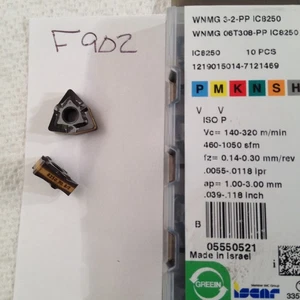 F902
WNMG 3-2-PP IC8250
WNMG 06T308-PP IC8250
IC8250 10 PCS
1219015014-7121469
P M K N S H
V V
ISO P
Vc= 140-320 m/min
460-1050 sfm
fz= 0.14-0.30 mm/rev
.0055-.0118 ipr
ap= 1.00-3.00 mm
.039-.118 inch
B
05550521
Made in Israel
GREEN
iscar
335